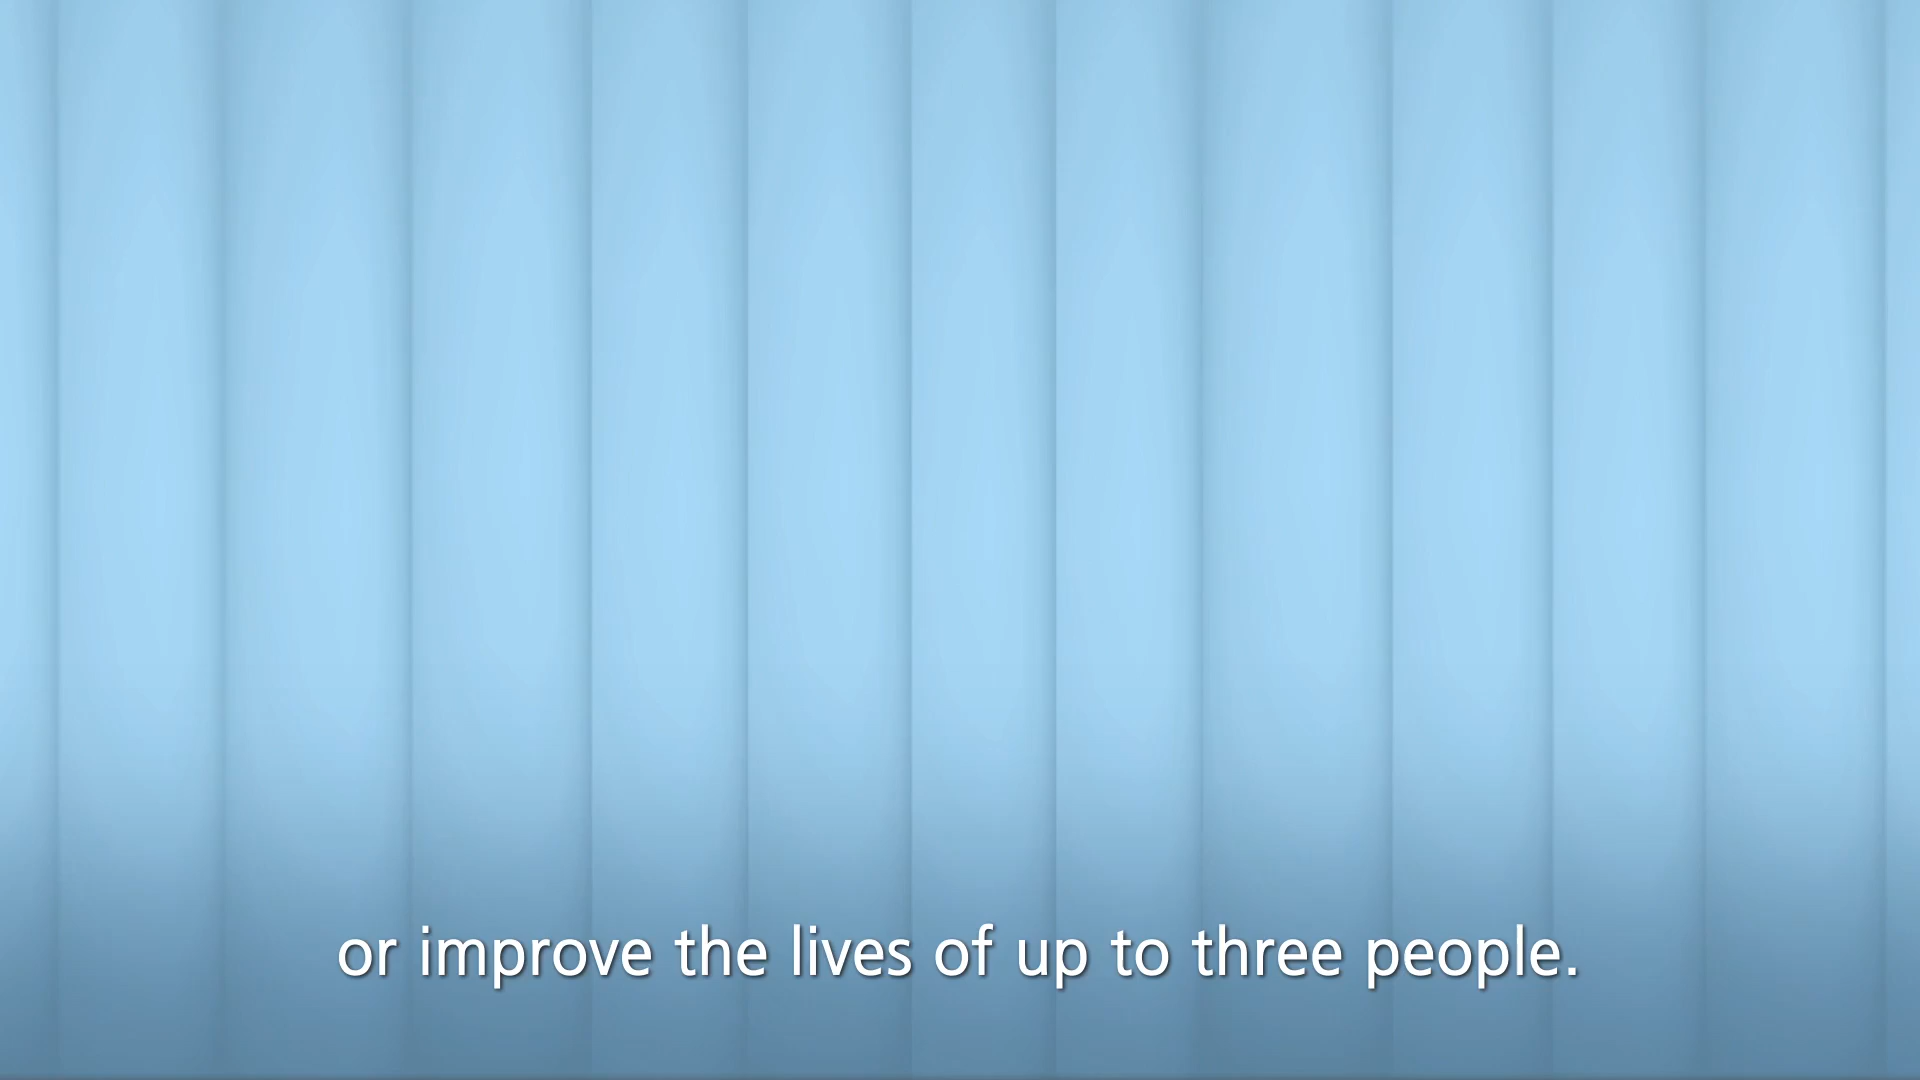 or improve the lives of up to three people.